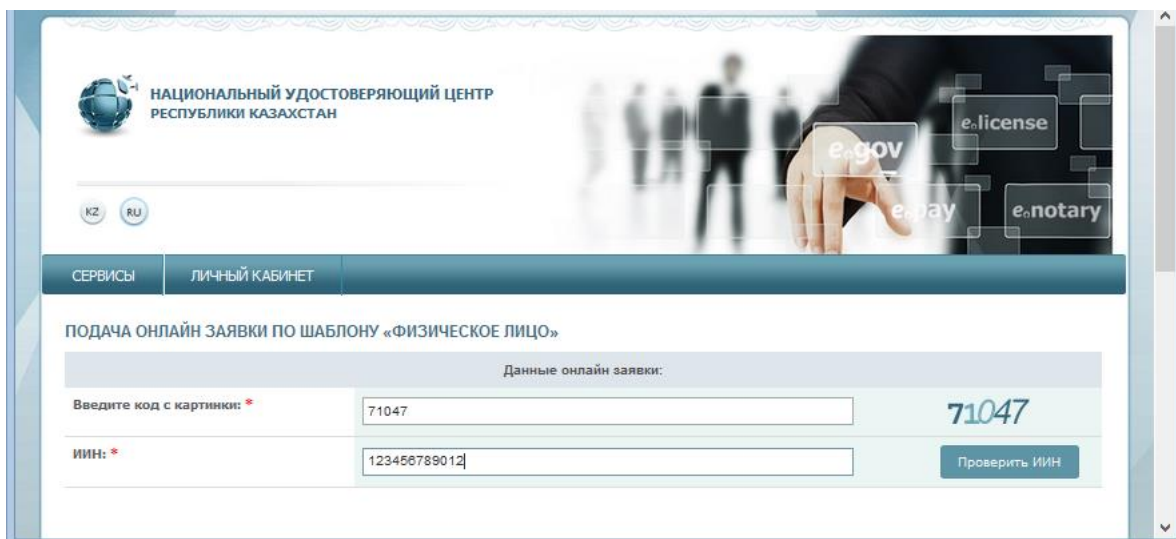 НАЦИОНАЛЬНЫЙ УДОСТОВЕРЯЮЩИЙ ЦЕНТР
РЕСПУБЛИКИ КАЗАХСТАН
e.license
e.gov
e.pay
e.notary
KZ RU
СЕРВИСЫ ЛИЧНЫЙ КАБИНЕТ
ПОДАЧА ОНЛАЙН ЗАЯВКИ ПО ШАБЛОНУ «ФИЗИЧЕСКОЕ ЛИЦО»
Данные онлайн заявки:
Введите код с картинки: * 71047 71047
ИИН: * 123456789012 Проверить ИИН